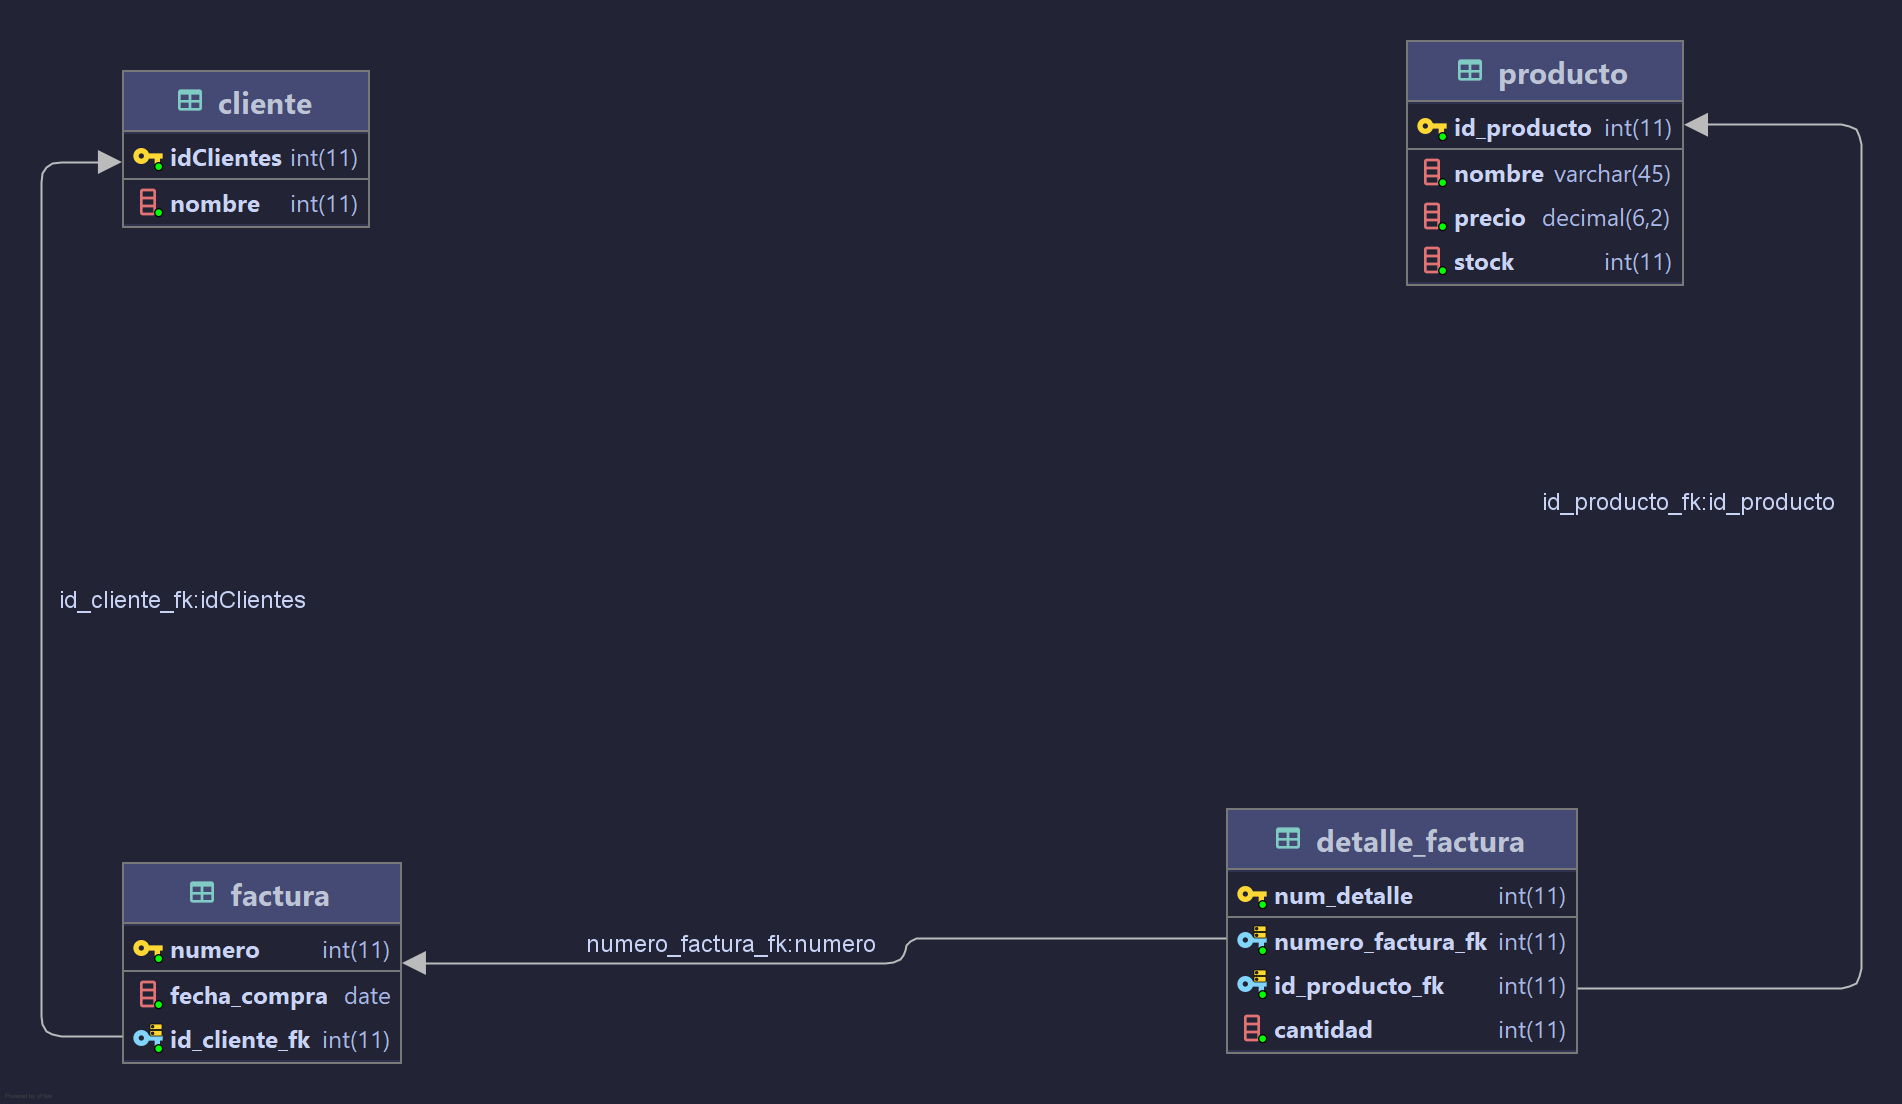 cliente
idClientes int(11)
nombre int(11)
producto
id_producto int(11)
nombre varchar(45)
precio decimal(6,2)
stock int(11)
id_producto_fk:id_producto
id_cliente_fk:idClientes
factura
numero int(11)
fecha_compra date
id_cliente_fk int(11)
numero_factura_fk:numero
detalle_factura
num_detalle int(11)
numero_factura_fk int(11)
id_producto_fk int(11)
cantidad int(11)